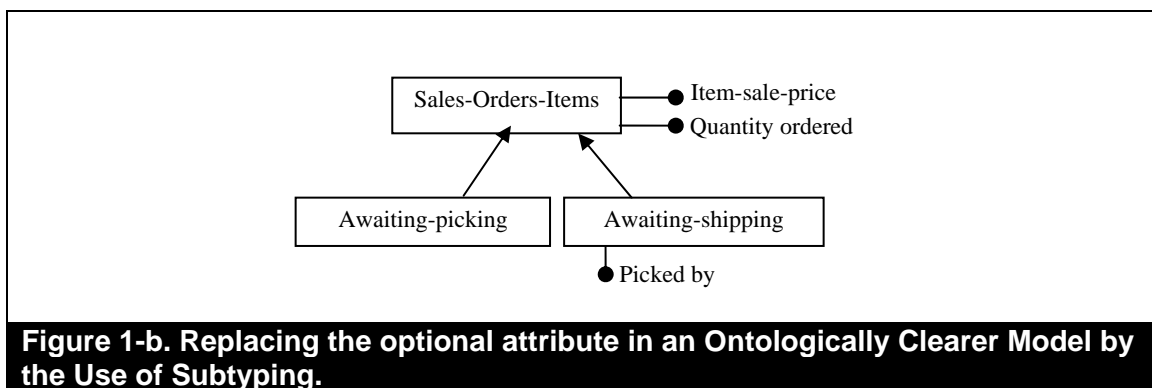 Sales-Orders-Items
Item-sale-price
Quantity ordered
Awaiting-picking
Awaiting-shipping
Picked by
Figure 1-b. Replacing the optional attribute in an Ontologically Clearer Model by
the Use of Subtyping.